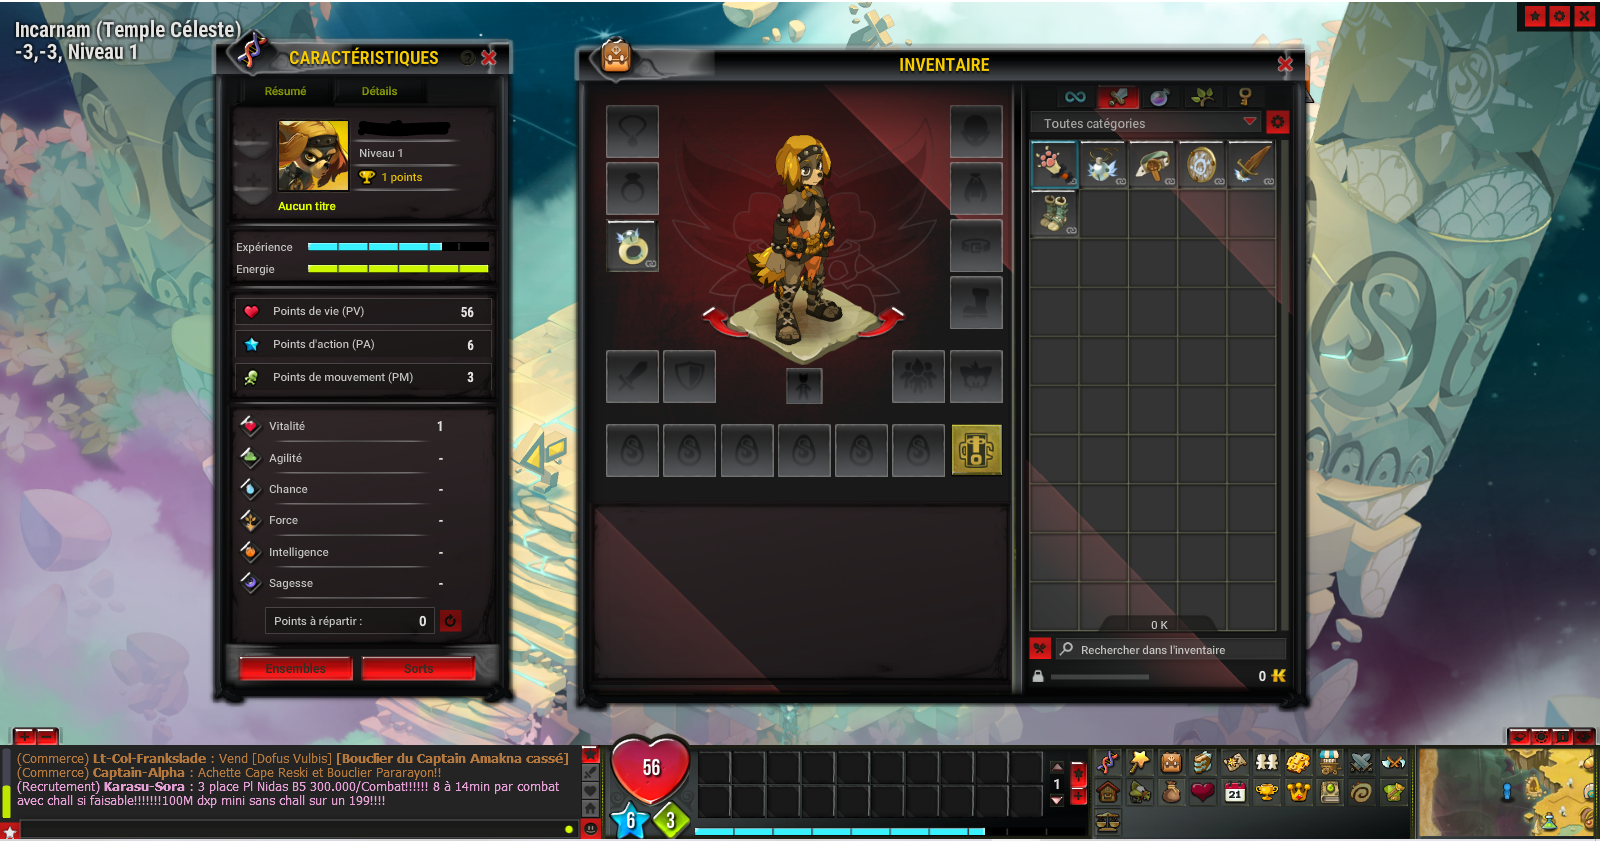 Incarnam (Temple Céleste)
-3,-3, Niveau 1
CARACTÉRISTIQUES
Résumé
Détails
Niveau 1
1 points
Aucun titre
Expérience
Energie
Points de vie (PV) 56
Points d'action (PA) 6
Points de mouvement (PM) 3
Vitalité 1
Agilité -
Chance -
Force -
Intelligence -
Sagesse -
Points à répartir : 0
Ensembles
Sorts
INVENTAIRE
Toutes catégories
0 K
Rechercher dans l'inventaire
0
(Commerce) Lt-Col-Frankslade : Vend [Dofus Vulbis] [Bouclier du Captain Amakna cassé]
(Commerce) Captain-Alpha : Achette Cape Reski et Bouclier Pararayon!!
(Recrutement) Karasu-Sora : 3 place Pl Nidas B5 300.000/Combat!!!!!! 8 à 14min par combat
avec chall si faisable!!!!!!!100M dxp mini sans chall sur un 199!!!!
56
6
3
1
SHOP
21